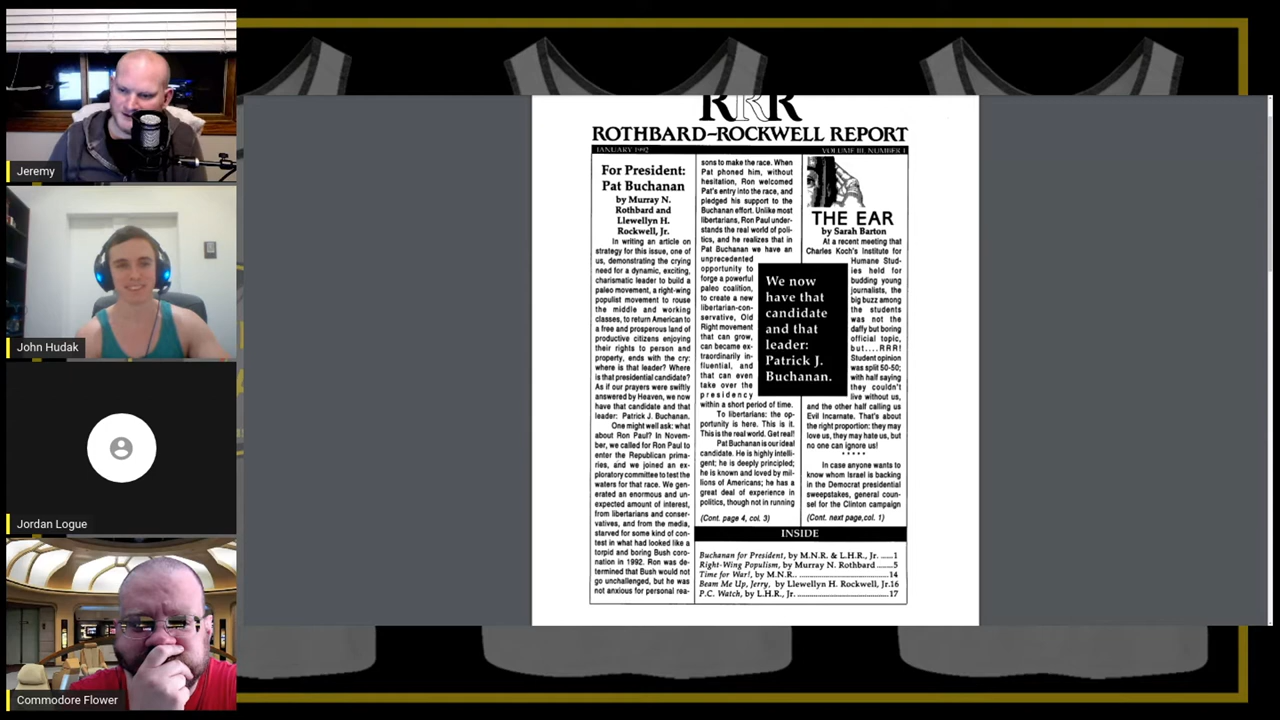 Jeremy
John Hudak
Jordan Logue
Commodore Flower
RRR
ROTHBARD–ROCKWELL REPORT
JANUARY 1992
VOLUME III, NUMBER 1
For President:
Pat Buchanan
by Murray N.
Rothbard and
Llewellyn H.
Rockwell, Jr.
In writing an article on
strategy for this issue, one of
us, demonstrating the crying
need for a dynamic, exciting,
charismatic leader to build a
paleo movement, a right-wing
populist movement to rouse
the middle and working
classes, to return American to
a free and prosperous land of
productive citizens enjoying
their rights to person and
property, ends with the cry:
where is that leader? Where
is that presidential candidate?
As if our prayers were swiftly
answered by Heaven, we now
have that candidate and that
leader: Patrick J. Buchanan.
One might well ask: what
about Ron Paul? In Novem-
ber, we called for Ron Paul to
enter the Republican prima-
ries, and we joined an ex-
ploratory committee to test the
waters for that race. We gen-
erated an enormous and un-
expected amount of interest,
from libertarians and conser-
vatives, and from the media,
starved for some kind of con-
test in what had looked like a
torpid and boring Bush coro-
nation in 1992. Ron was de-
termined that Bush would not
go unchallenged, but he was
not anxious for personal rea-
sons to make the race. When
Pat phoned him, without
hesitation, Ron welcomed
Pat's entry into the race, and
pledged his support to the
Buchanan effort. Unlike most
libertarians, Ron Paul under-
stands the real world of poli-
tics, and he realizes that in
Pat Buchanan we have an
unprecedented
opportunity to
forge a powerful
paleo coalition,
to create a new
libertarian-con-
servative, Old
Right movement
that can grow,
can became ex-
traordinarily in-
fluential, and
that can even
take over the
presidency
within a short period of time.
To libertarians: the op-
portunity is here. This is it.
This is the real world. Get real!
Pat Buchanan is our ideal
candidate. He is highly intelli-
gent; he is deeply principled;
he is known and loved by mil-
lions of Americans; he has a
great deal of experience in
politics, though not in running
(Cont. page 4, col. 3)
We now
have that
candidate
and that
leader:
Patrick J.
Buchanan.
THE EAR
by Sarah Barton
At a recent meeting that
Charles Koch's Institute for
Humane Stud-
ies held for
budding young
journalists, the
big buzz among
the students
was not the
daffy but boring
official topic,
but....RRR!
Student opinion
was split 50-50;
with half saying
they couldn't
live without us,
and the other half calling us
Evil Incarnate. That's about
the right proportion; they may
love us, they may hate us, but
no one can ignore us!
* * * * *
In case anyone wants to
know whom Israel is backing
in the Democrat presidential
sweepstakes, general coun-
sel for the Clinton campaign
(Cont. next page,col. 1)
INSIDE
Buchanan for President, by M.N.R. & L.H.R., Jr. .....1
Right-Wing Populism, by Murray N. Rothbard ........5
Time for War!, by M.N.R. ..................................14
Beam Me Up, Jerry, by Llewellyn H. Rockwell, Jr.16
P.C. Watch, by L.H.R., Jr. .................................17